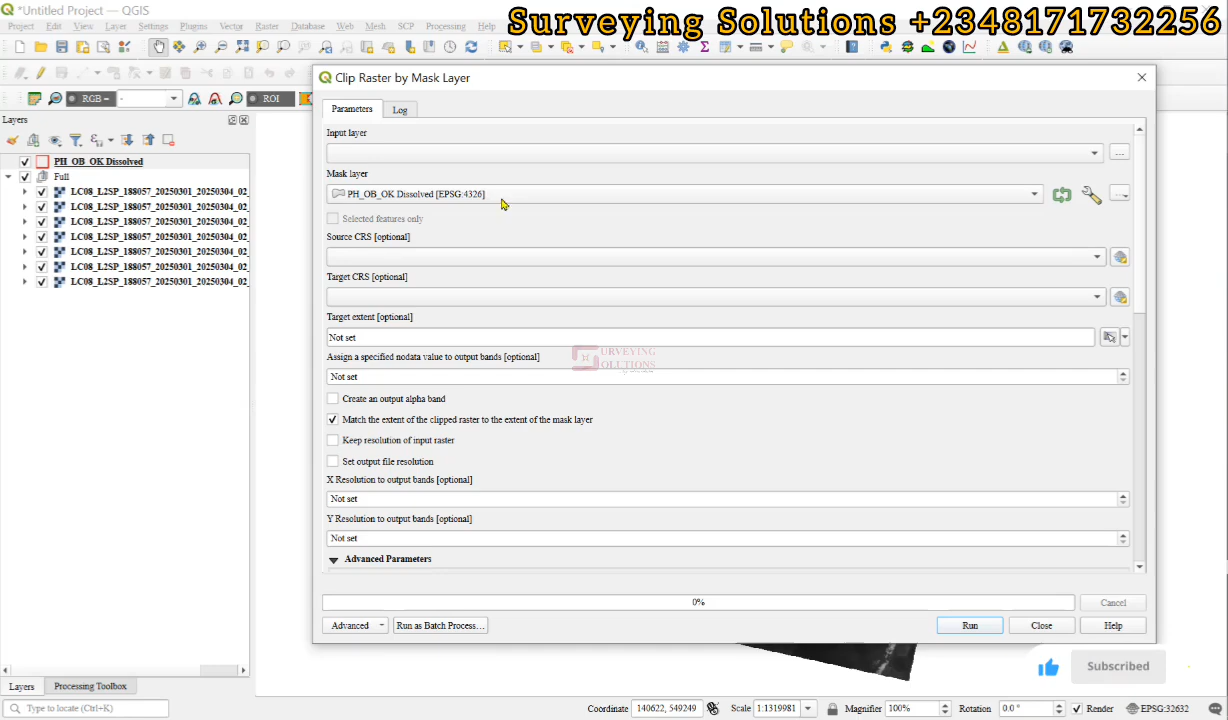 *Untitled Project — QGIS
Surveying Solutions +2348171732256
Project Edit View Layer Settings Plugins Vector Raster Database Web Mesh SCP Processing Help
RGB = - ROI
Layers
PH_OB_OK Dissolved
Full
LC08_L2SP_188057_20250301_20250304_02_
LC08_L2SP_188057_20250301_20250304_02_
LC08_L2SP_188057_20250301_20250304_02_
LC08_L2SP_188057_20250301_20250304_02_
LC08_L2SP_188057_20250301_20250304_02_
LC08_L2SP_188057_20250301_20250304_02_
LC08_L2SP_188057_20250301_20250304_02_
Clip Raster by Mask Layer
Parameters Log
Input layer
Mask layer
PH_OB_OK Dissolved [EPSG:4326]
Selected features only
Source CRS [optional]
Target CRS [optional]
Target extent [optional]
Not set
URVEYING
OLUTIONS
Assign a specified nodata value to output bands [optional]
Not set
Create an output alpha band
Match the extent of the clipped raster to the extent of the mask layer
Keep resolution of input raster
Set output file resolution
X Resolution to output bands [optional]
Not set
Y Resolution to output bands [optional]
Not set
Advanced Parameters
0% Cancel
Advanced Run as Batch Process... Run Close Help
Subscribed
Layers Processing Toolbox
Type to locate (Ctrl+K) Coordinate 140622, 549249 Scale 1:1319981 Magnifier 100% Rotation 0.0 ° Render EPSG:32632